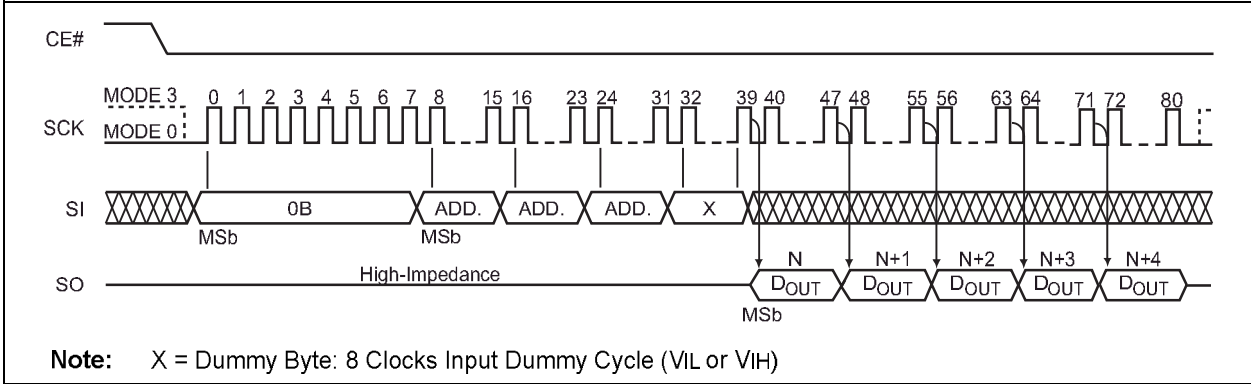 CE#
MODE 3
0 1 2 3 4 5 6 7 8 15 16 23 24 31 32 39 40 47 48 55 56 63 64 71 72 80
SCK
MODE 0
SI
0B ADD. ADD. ADD. X
MSb MSb
N N+1 N+2 N+3 N+4
High-Impedance
SO
DOUT DOUT DOUT DOUT DOUT
MSb
Note: X = Dummy Byte: 8 Clocks Input Dummy Cycle (VIL or VIH)